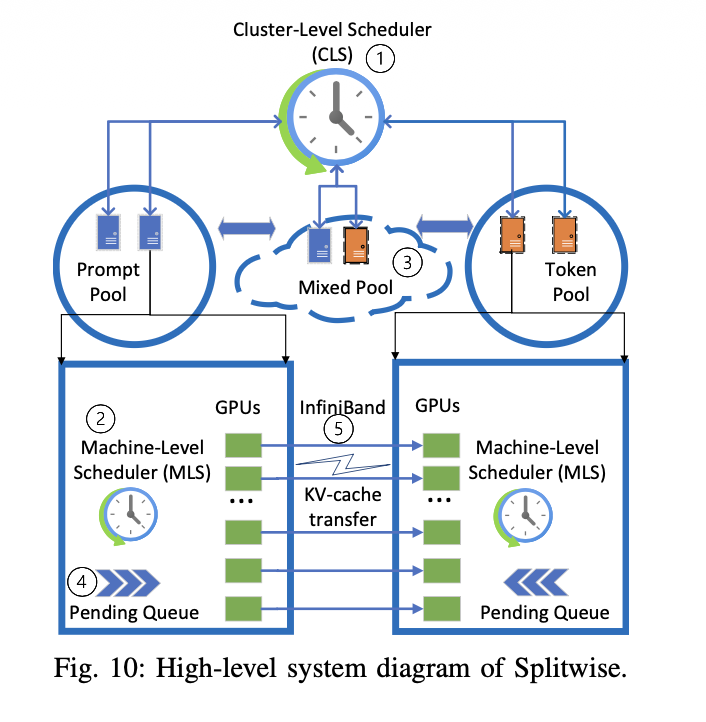 Cluster-Level Scheduler
(CLS)
1
Prompt
Pool
3
Mixed Pool
Token
Pool
2
GPUs
Machine-Level
Scheduler (MLS)
4
Pending Queue
InfiniBand
5
KV-cache
transfer
...
GPUs
...
Machine-Level
Scheduler (MLS)
Pending Queue
Fig. 10: High-level system diagram of Splitwise.